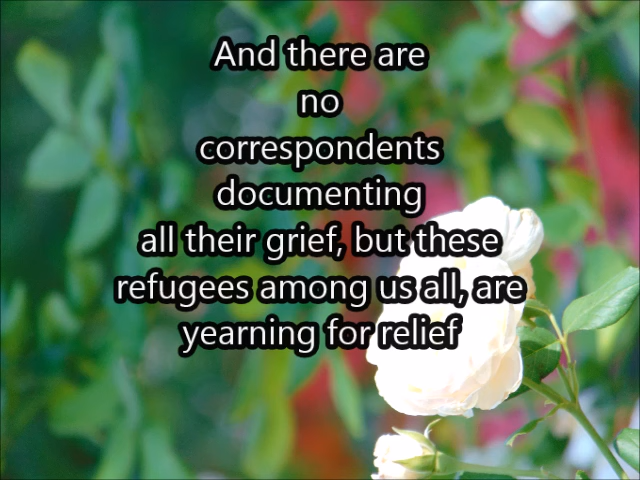 And there are
no
correspondents
documenting
all their grief, but these
refugees among us all, are
yearning for relief